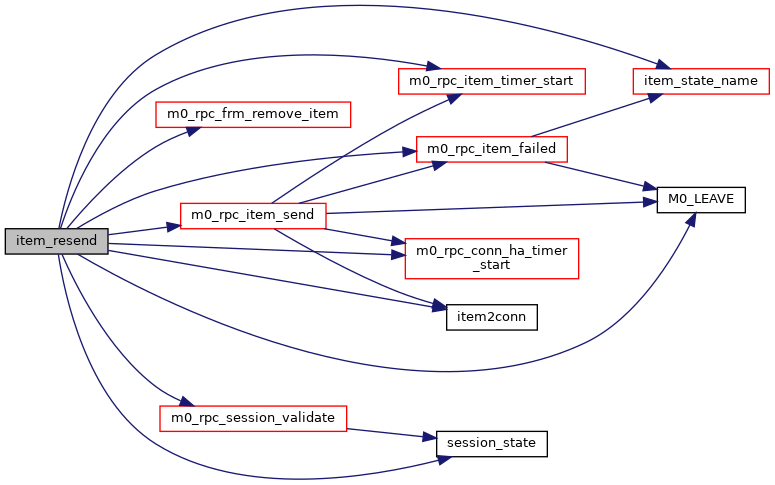 item_state_name
m0_rpc_item_timer_start
m0_rpc_frm_remove_item
m0_rpc_item_failed
M0_LEAVE
m0_rpc_item_send
item_resend
m0_rpc_conn_ha_timer
_start
item2conn
m0_rpc_session_validate
session_state